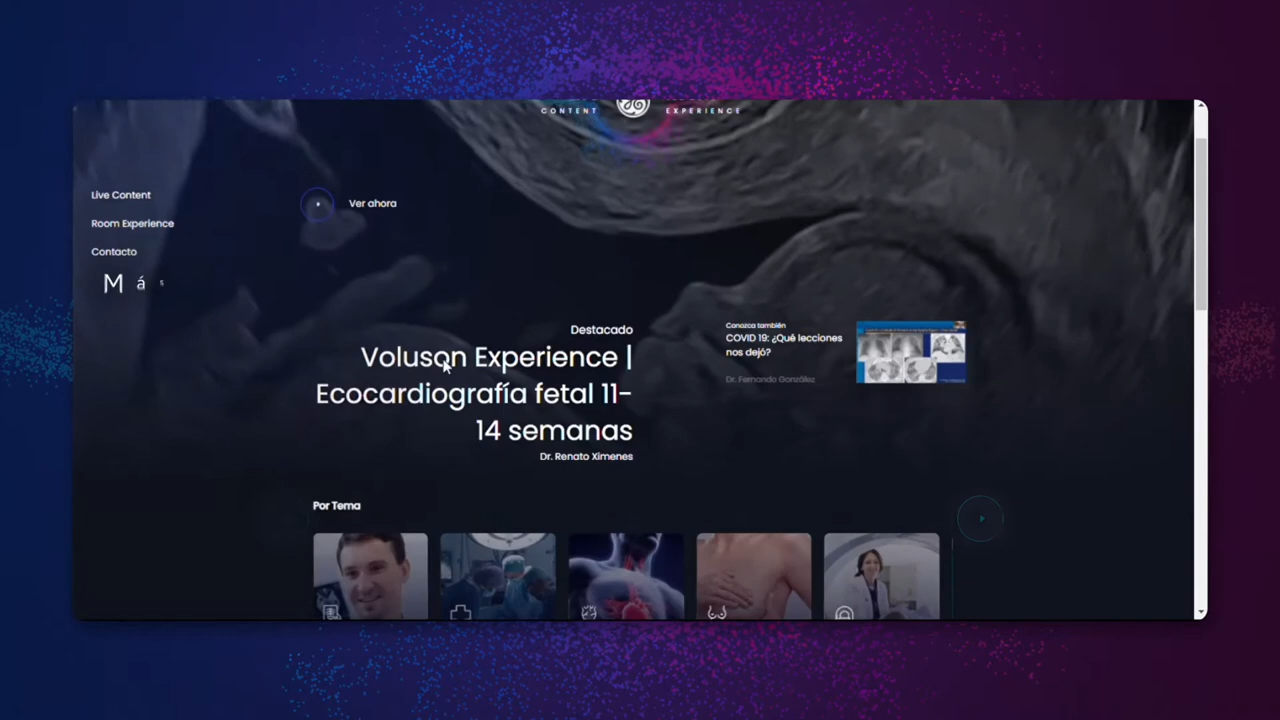 CONTENT EXPERIENCE
Live Content
Room Experience
Contacto
M á s
Ver ahora
Destacado
Voluson Experience |
Ecocardiografía fetal 11-
14 semanas
Dr. Renato Ximenes
Conozca también
COVID 19: ¿Qué lecciones
nos dejó?
Dr. Fernando González
Por Tema